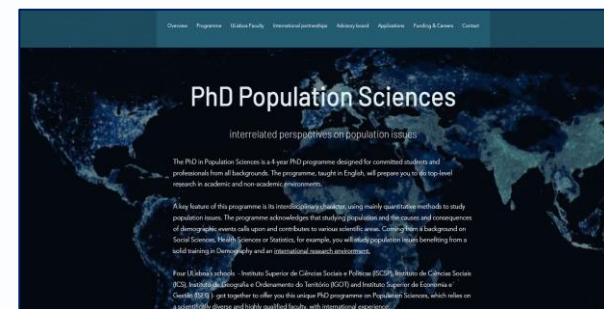 Overview Programme ULisboa Faculty International partnerships Advisory board Applications Funding & Careers Contact
PhD Population Sciences
interrelated perspectives on population issues
The PhD in Population Sciences is a 4-year PhD programme designed for committed students and
professionals from all backgrounds. The programme, taught in English, will prepare you to do top-level
research in academic and non-academic environments.
A key feature of this programme is its interdisciplinary character, using mainly quantitative methods to study
population issues. The programme acknowledges that studying population and the causes and consequences
of demographic events calls upon and contributes to various scientific areas. Coming from a background on
Social Sciences, Health Sciences or Statistics, for example, you will study population issues benefiting from a
solid training in Demography and an international research environment.
Four ULisboa's schools - Instituto Superior de Ciências Sociais e Políticas (ISCSP), Instituto de Ciências Sociais
(ICS), Instituto de Geografia e Ordenamento do Território (IGOT) and Instituto Superior de Economia e
Gestão (ISEG) - got together to offer you this unique PhD programme on Population Sciences, which relies on
a scientifically diverse and highly qualified faculty, with international experience.